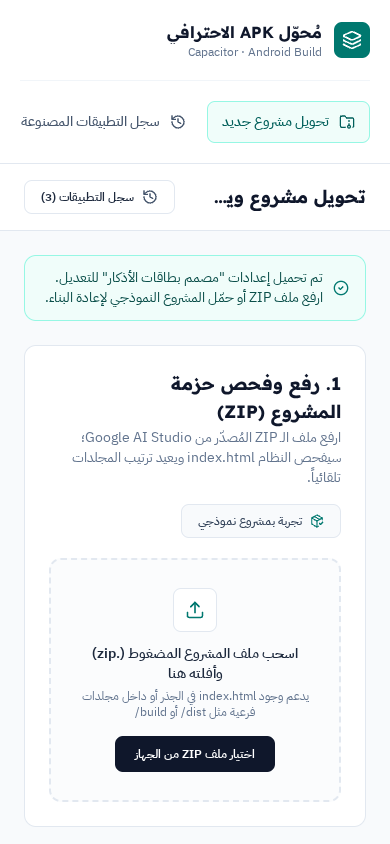 مُحوّل APK الاحترافي
Capacitor · Android Build
تحويل مشروع جديد
سجل التطبيقات المصنوعة
تحويل مشروع ويـ...
سجل التطبيقات (3)
تم تحميل إعدادات "مصمم بطاقات الأذكار" للتعديل.
ارفع ملف ZIP أو حمّل المشروع النموذجي لإعادة البناء.
1. رفع وفحص حزمة
المشروع (ZIP)
ارفع ملف الـ ZIP المُصدّر من Google AI Studio؛
سيفحص النظام index.html ويعيد ترتيب المجلدات
تلقائياً.
تجربة بمشروع نموذجي
اسحب ملف المشروع المضغوط (.zip)
وأفلته هنا
يدعم وجود index.html في الجذر أو داخل مجلدات
فرعية مثل dist/ أو build/
اختيار ملف ZIP من الجهاز